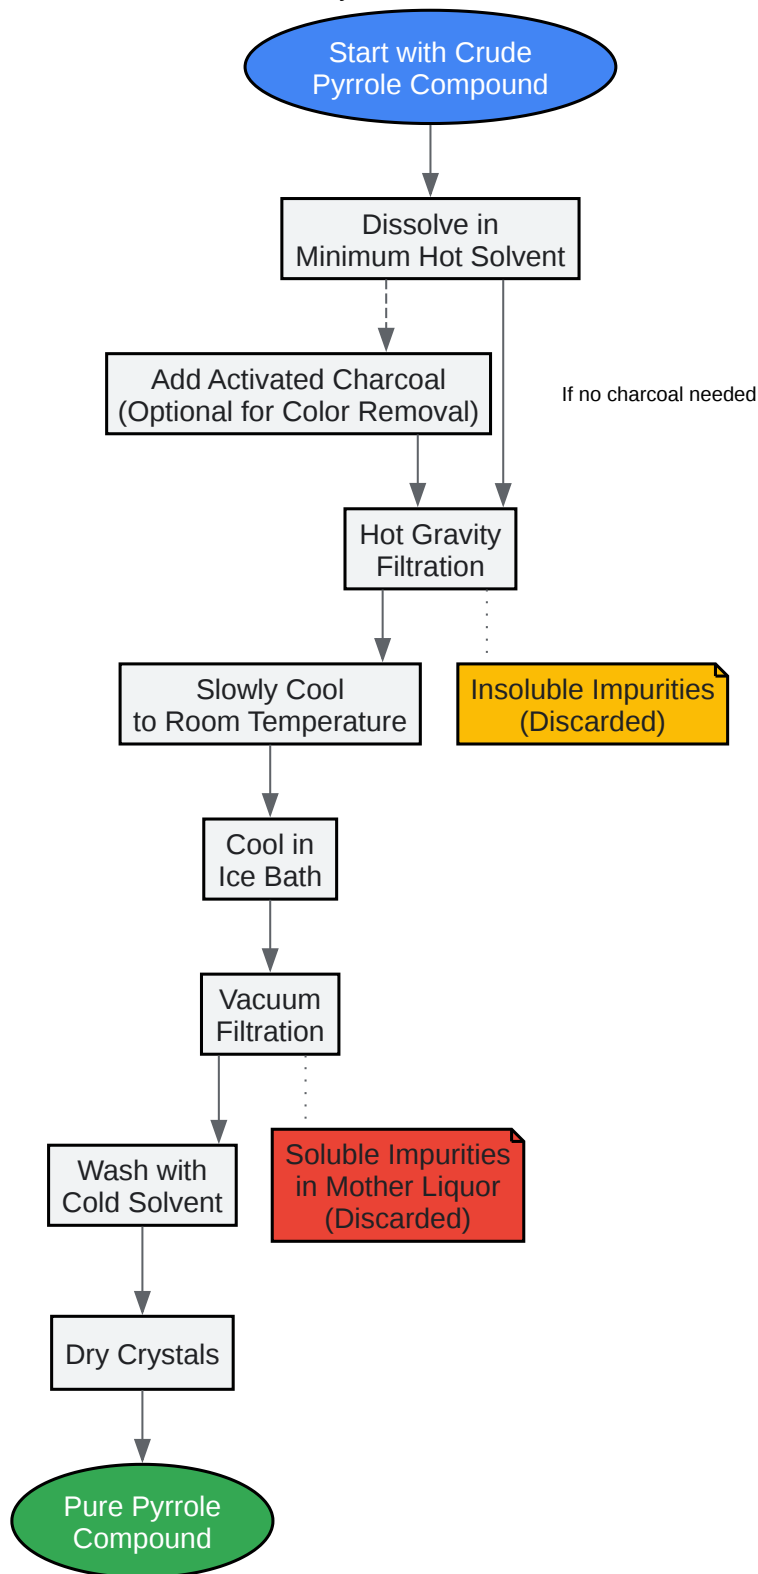 Start with Crude
Pyrrole Compound
Dissolve in
Minimum Hot Solvent
Add Activated Charcoal
(Optional for Color Removal)
If no charcoal needed
Hot Gravity
Filtration
Slowly Cool
to Room Temperature
Insoluble Impurities
(Discarded)
Cool in
Ice Bath
Vacuum
Filtration
Wash with
Cold Solvent
Soluble Impurities
in Mother Liquor
(Discarded)
Dry Crystals
Pure Pyrrole
Compound